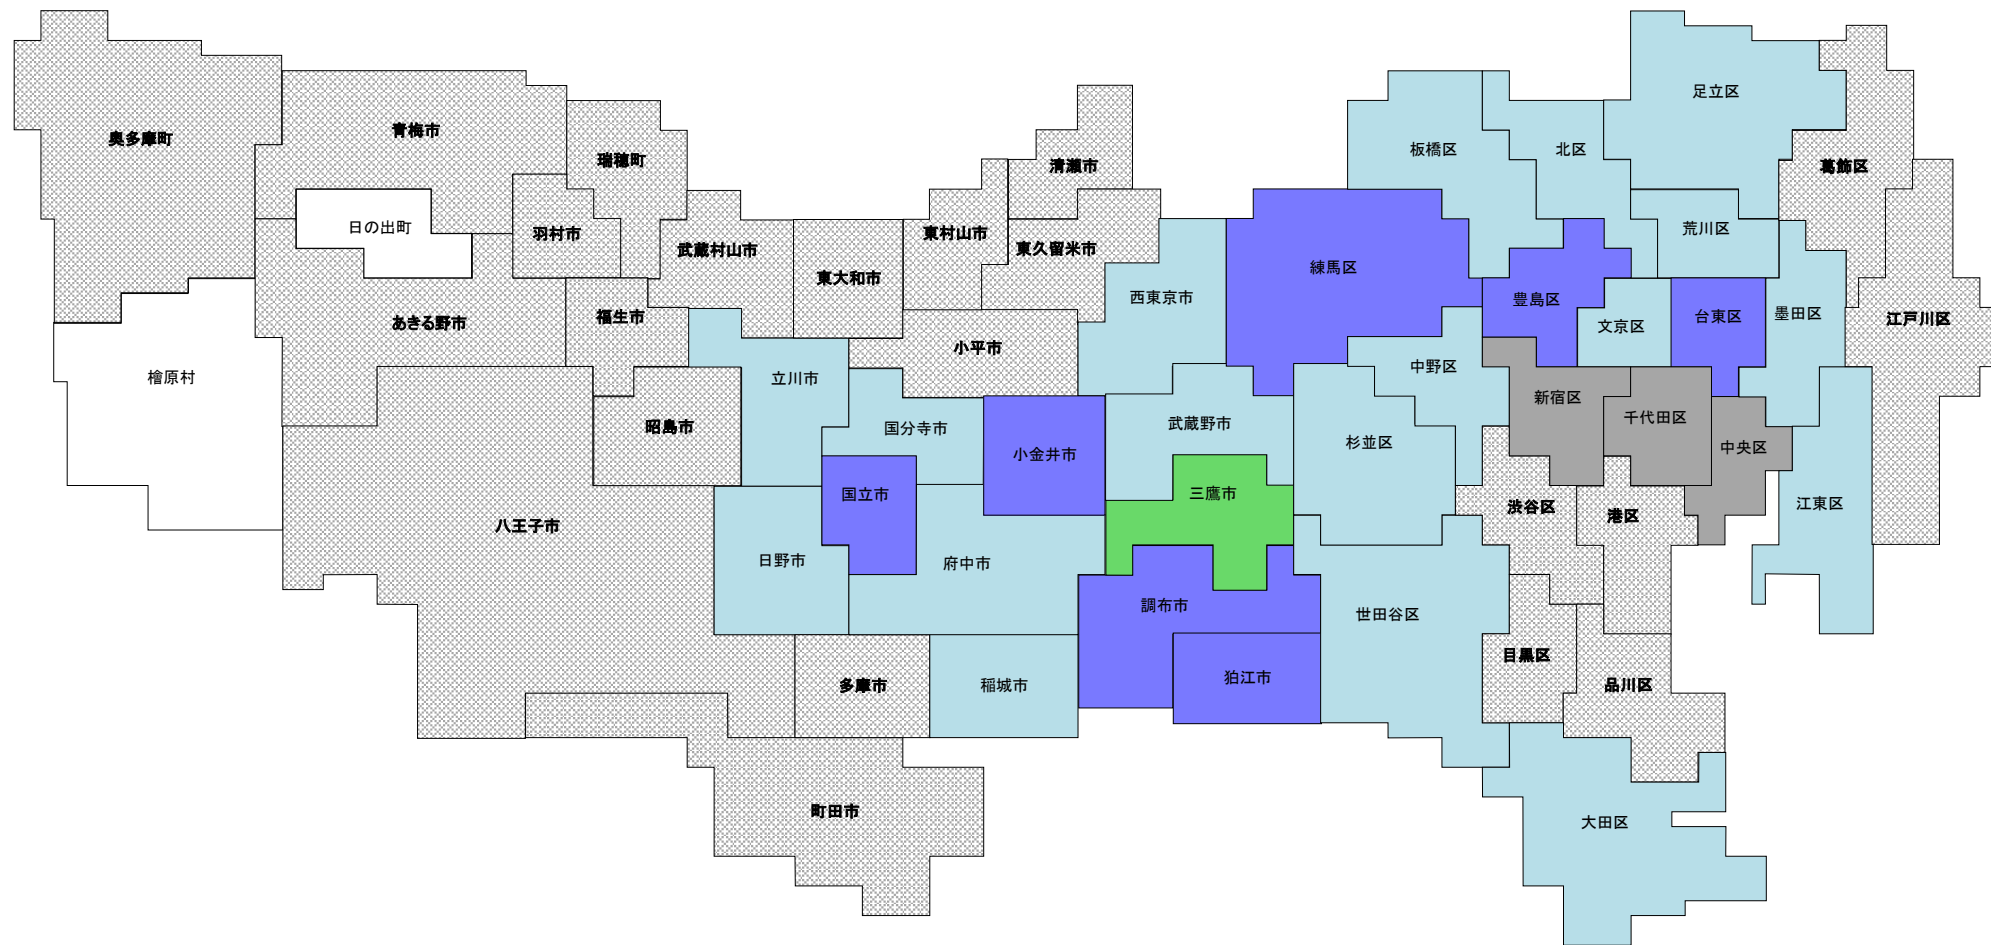 足立区
青梅市
奥多摩町
板橋区
北区
瑞穂町
清瀬市
葛飾区
日の出町
羽村市
武蔵村山市
東村山市
東久留米市
荒川区
東大和市
練馬区
西東京市
豊島区
あきる野市
福生市
文京区
台東区
墨田区
江戸川区
小平市
檜原村
立川市
中野区
新宿区
千代田区
昭島市
国分寺市
武蔵野市
杉並区
中央区
小金井市
国立市
三鷹市
江東区
渋谷区
港区
八王子市
日野市
府中市
調布市
世田谷区
目黒区
多摩市
稲城市
狛江市
品川区
町田市
大田区